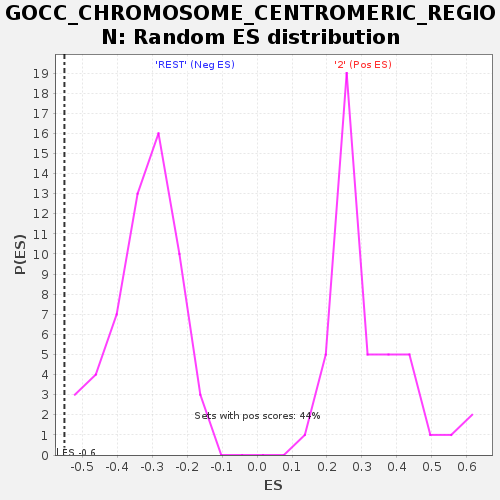 GOCC_CHROMOSOME_CENTROMERIC_REGIO
N: Random ES distribution
'REST' (Neg ES)
'2' (Pos ES)
19
18
17
16
15
14
13
12
11
10
9
8
7
6
5
4
3
2
1
0
P(ES)
Sets with pos scores: 44%
ES -0.6
-0.5 -0.4 -0.3 -0.2 -0.1 0.0 0.1 0.2 0.3 0.4 0.5 0.6
ES